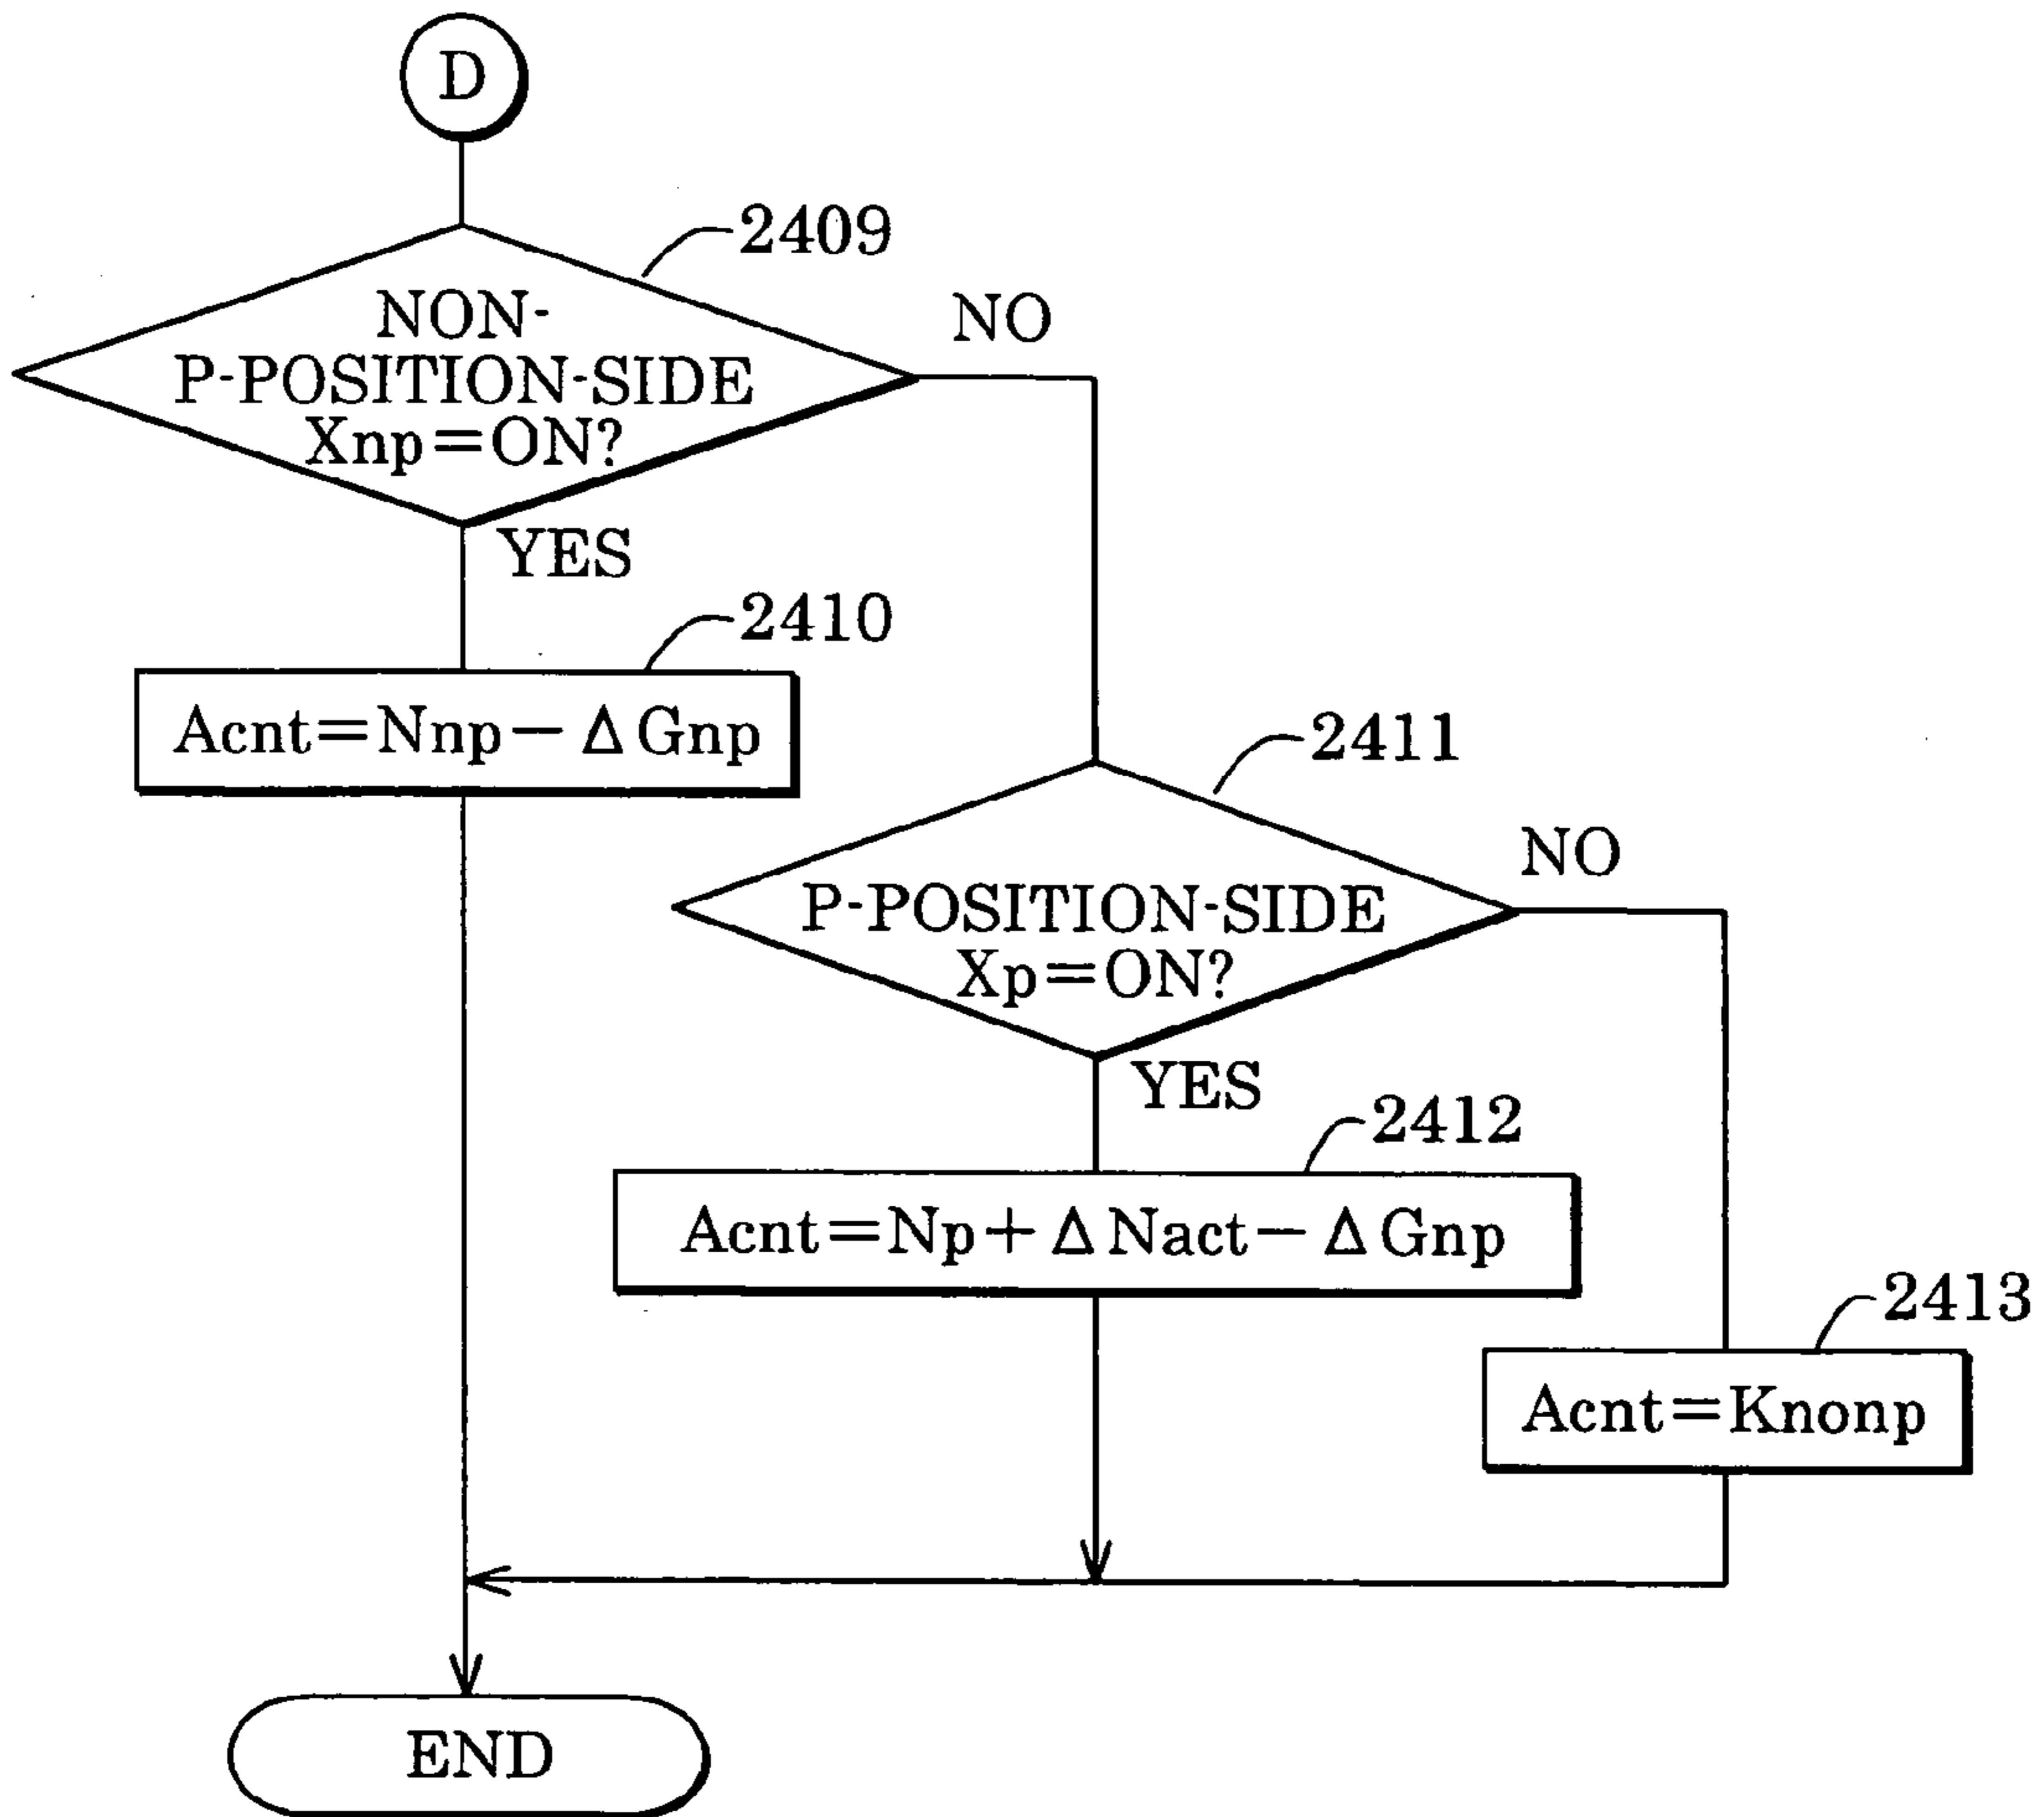 D
2409
NON-
P-POSITION-SIDE
Xnp=ON?
NO
YES
2410
Acnt=Nnp−ΔGnp
2411
P-POSITION-SIDE
Xp=ON?
NO
YES
2412
Acnt=Np+ΔNact−ΔGnp
2413
Acnt=Knonp
END